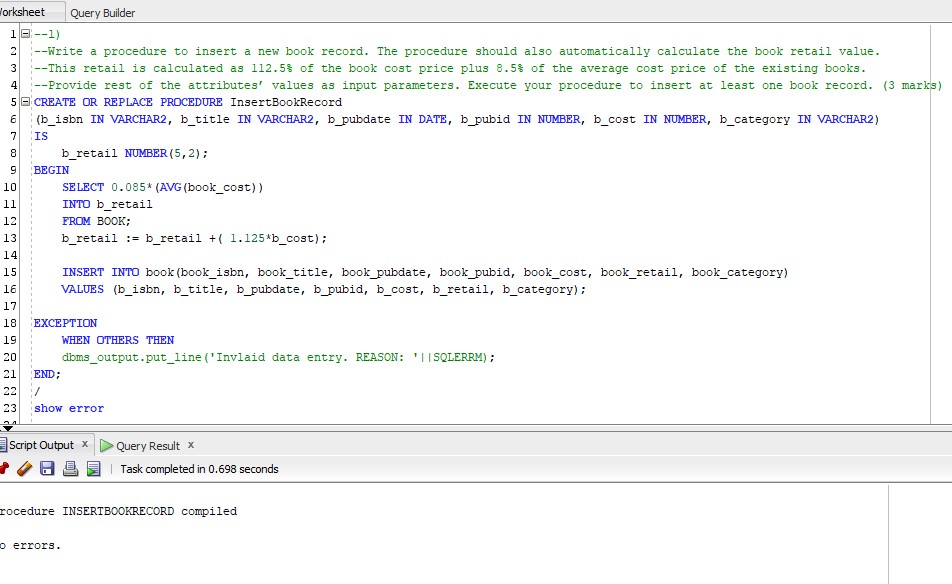 orksheet Query Builder
1 --1)
2 --Write a procedure to insert a new book record. The procedure should also automatically calculate the book retail value.
3 --This retail is calculated as 112.5% of the book cost price plus 8.5% of the average cost price of the existing books.
4 --Provide rest of the attributes’ values as input parameters. Execute your procedure to insert at least one book record. (3 marks)
5 CREATE OR REPLACE PROCEDURE InsertBookRecord
6 (b_isbn IN VARCHAR2, b_title IN VARCHAR2, b_pubdate IN DATE, b_pubid IN NUMBER, b_cost IN NUMBER, b_category IN VARCHAR2)
7 IS
8 b_retail NUMBER(5,2);
9 BEGIN
10 SELECT 0.085*(AVG(book_cost))
11 INTO b_retail
12 FROM BOOK;
13 b_retail := b_retail +( 1.125*b_cost);
14
15 INSERT INTO book(book_isbn, book_title, book_pubdate, book_pubid, book_cost, book_retail, book_category)
16 VALUES (b_isbn, b_title, b_pubdate, b_pubid, b_cost, b_retail, b_category);
17
18 EXCEPTION
19 WHEN OTHERS THEN
20 dbms_output.put_line('Invlaid data entry. REASON: '||SQLERRM);
21 END;
22 /
23 show error
Script Output x Query Result x
Task completed in 0.698 seconds
rocedure INSERTBOOKRECORD compiled
o errors.